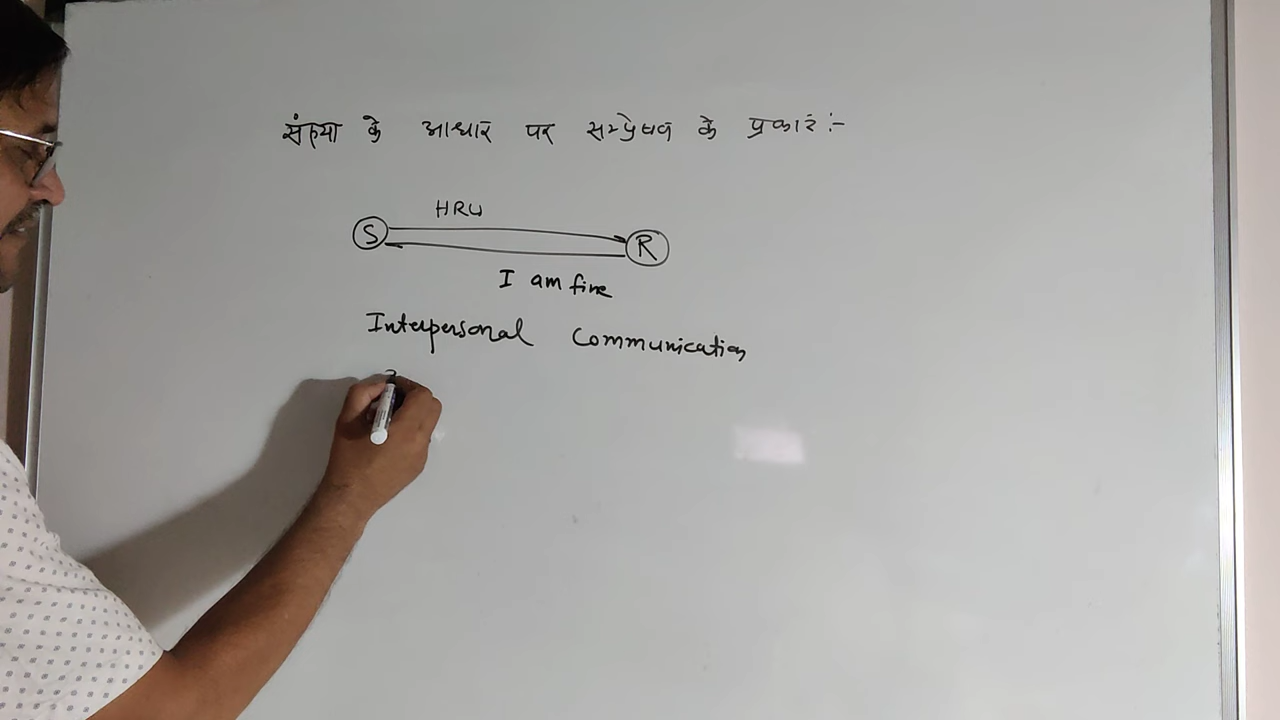 संख्या के आधार पर सम्प्रेषण के प्रकार :-
HRU
S R
I am fine
Interpersonal Communication